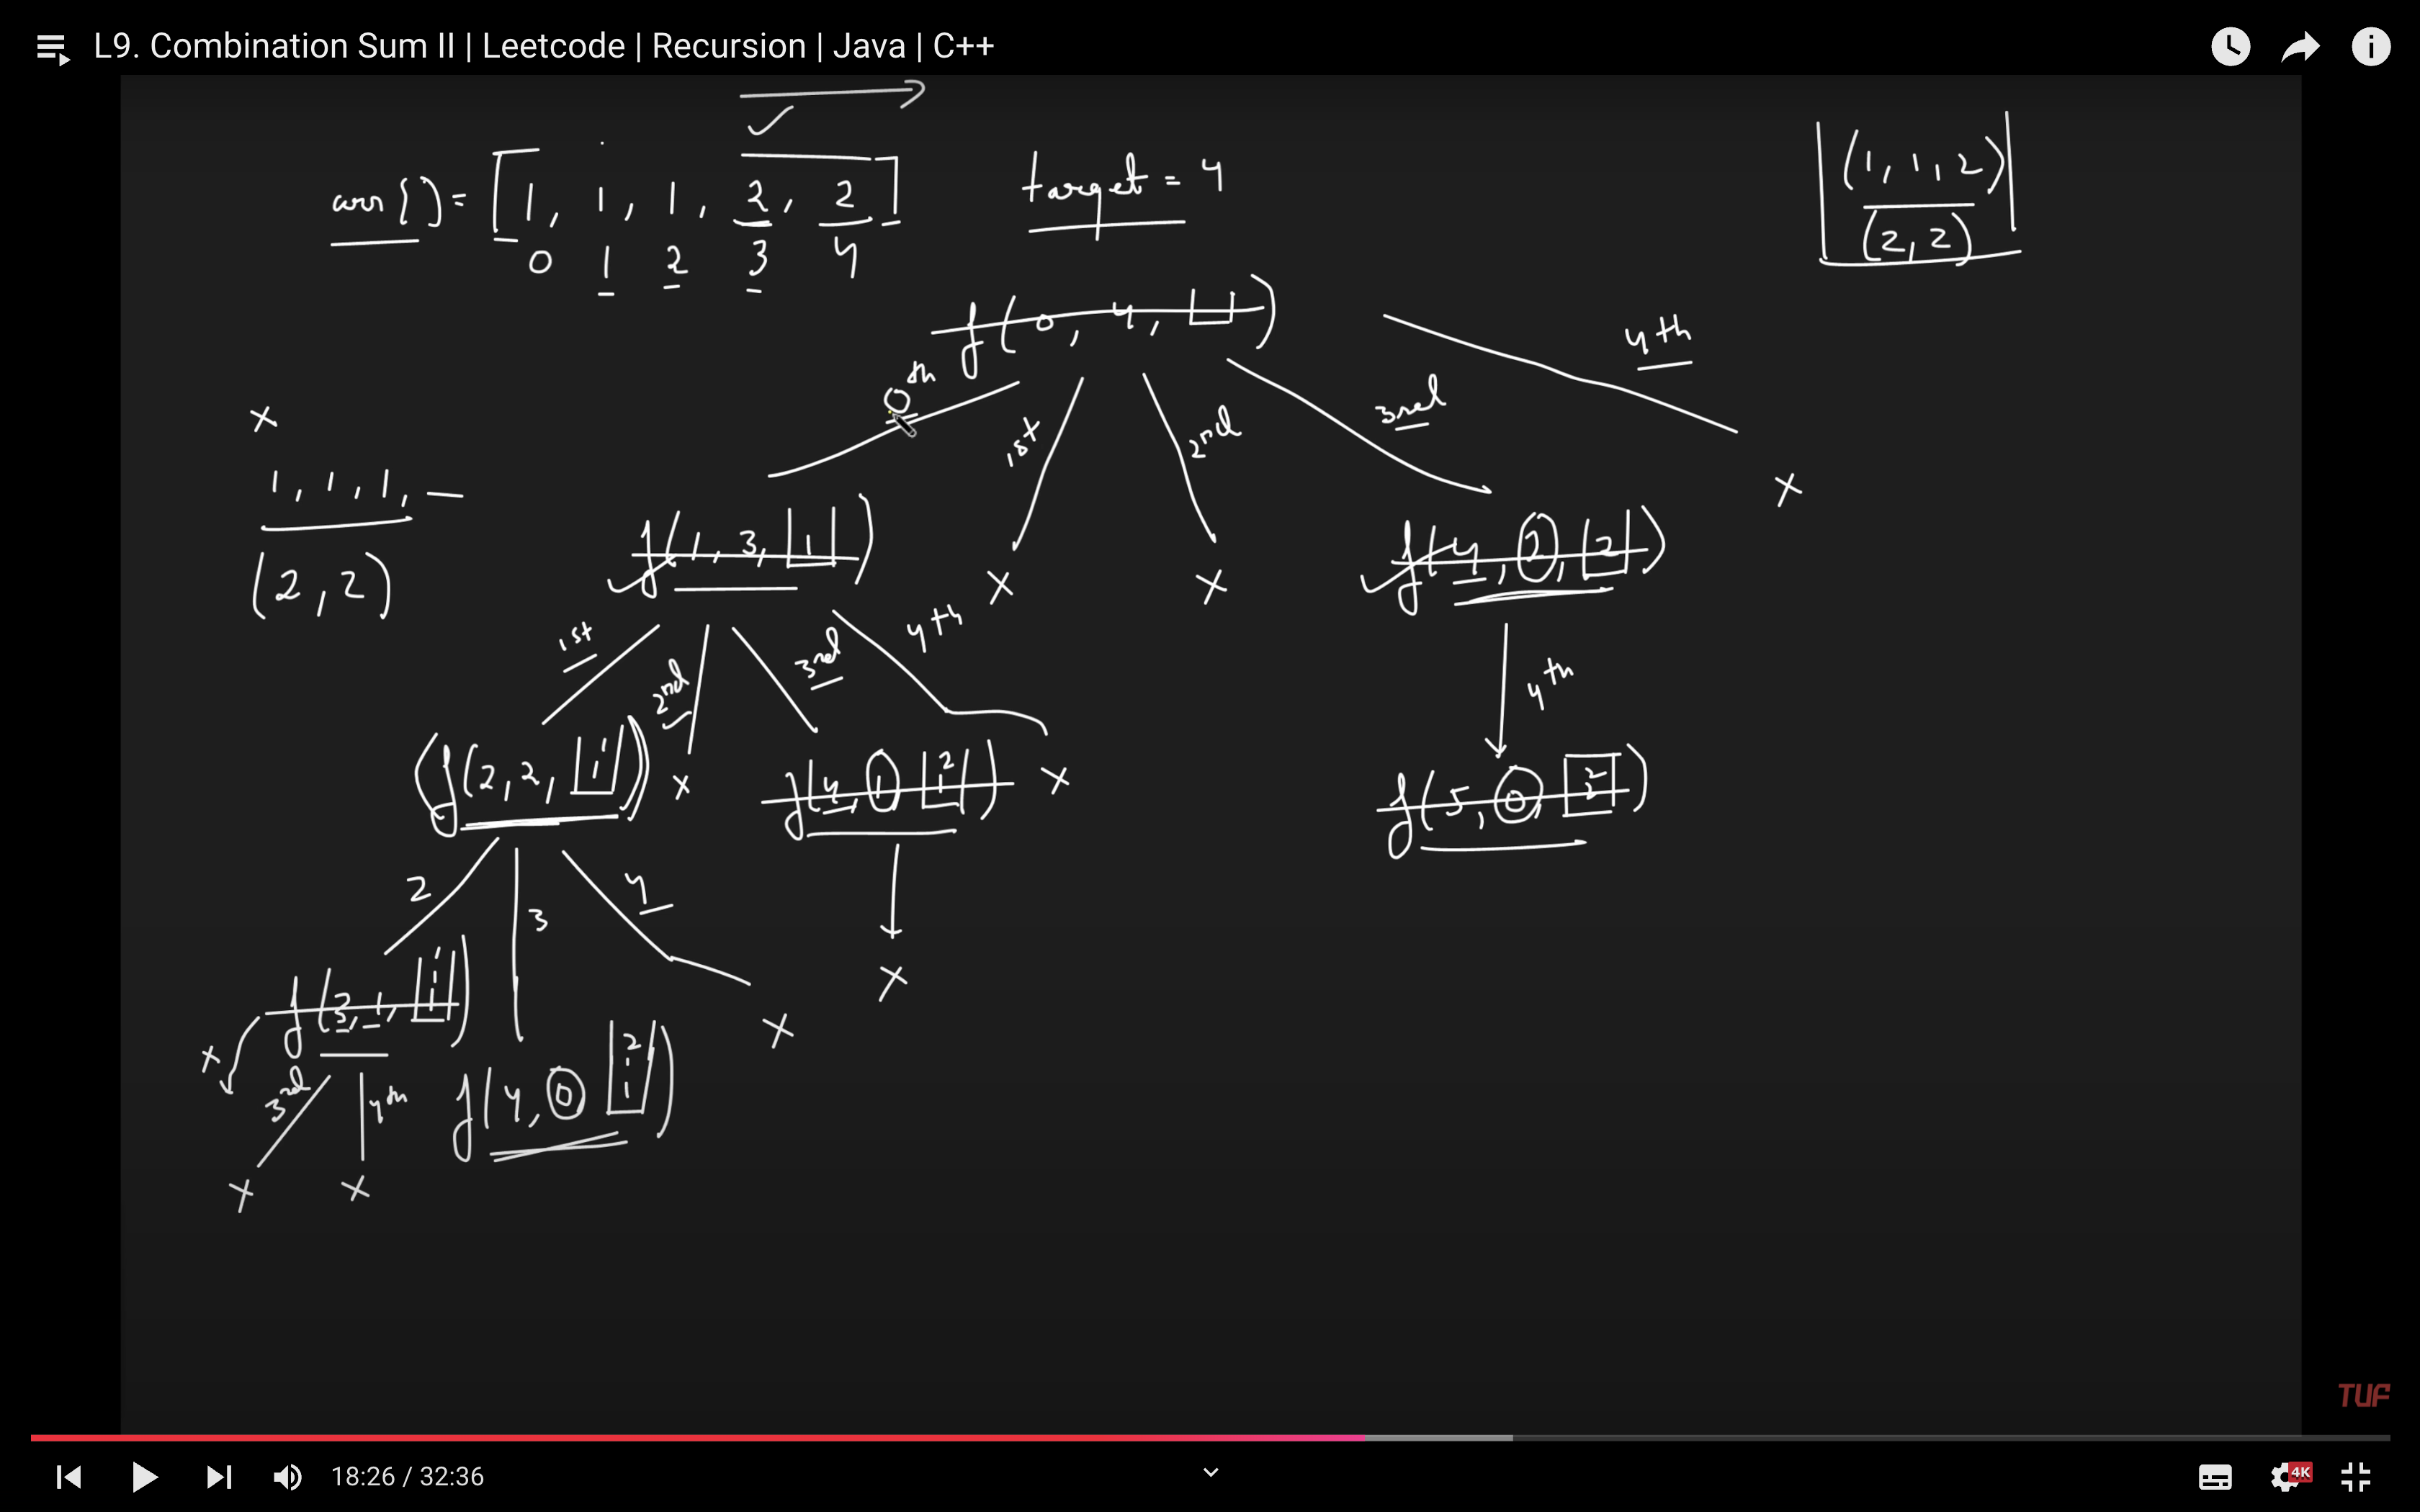 L9. Combination Sum II | Leetcode | Recursion | Java | C++
arr[] = [1, 1, 1, 2, 2]
0 1 2 3 4
target = 4
(1, 1, 2)
(2, 2)
f(0, 4, [])
0th
1st
2nd
3rd
4th
x
1, 1, 1, —
(2, 2)
f(1, 3, [1])
x
x
f(4, 2, [2])
x
1st
2nd
3rd
4th
4th
f(2, 2, [1 1])
x
f(4, 1 [1 2])
x
f(5, 0, [2 2])
2
3
4
x
f(3, 1, [1 1 1])
x
x
3rd
4th
f(4, 0 [2 1 1])
x
x
TUF
18:26 / 32:36
4K